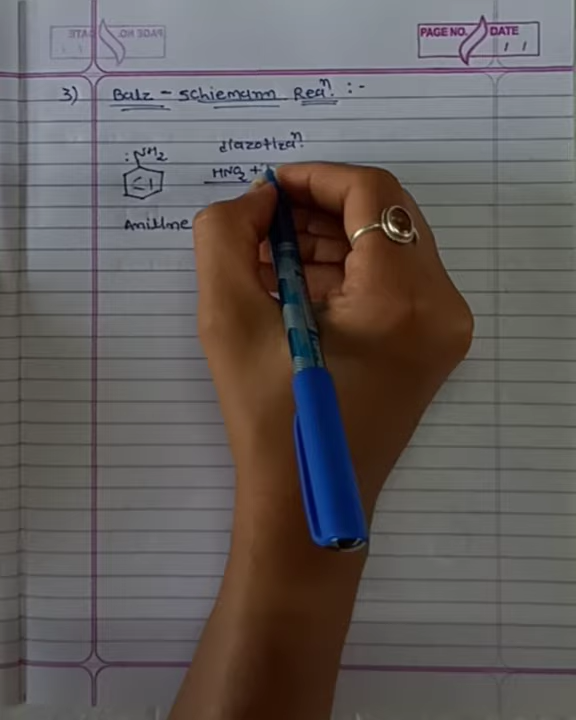 PAGE NO. DATE
/ /
3) Balz - Schiemann Reaⁿ. :-
diazotizaⁿ.
:NH₂
HNO₂ +
Aniline